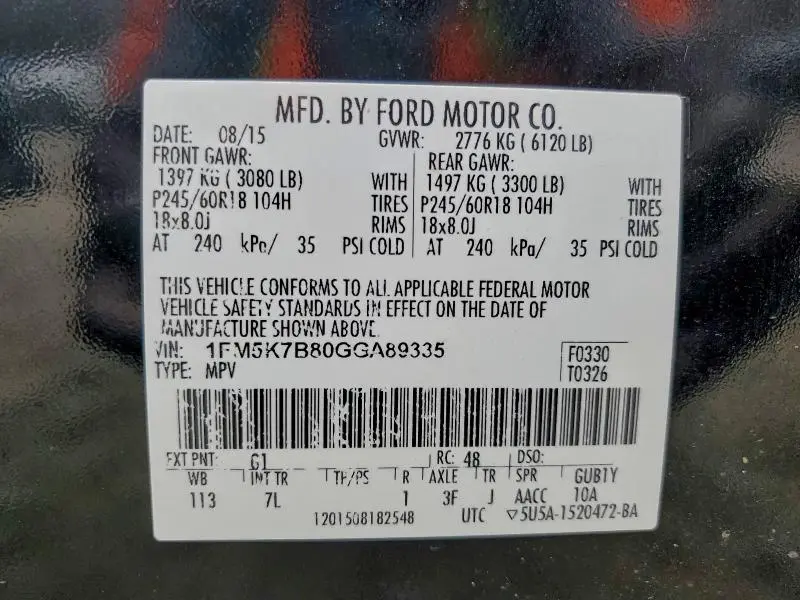 MFD. BY FORD MOTOR CO.
DATE: 08/15 GVWR: 2776 KG ( 6120 LB)
FRONT GAWR: REAR GAWR:
1397 KG ( 3080 LB) WITH 1497 KG ( 3300 LB) WITH
P245/60R18 104H TIRES P245/60R18 104H TIRES
18x8.0J RIMS 18x8.0J RIMS
AT 240 kPa/ 35 PSI COLD AT 240 kPa/ 35 PSI COLD
THIS VEHICLE CONFORMS TO ALL APPLICABLE FEDERAL MOTOR
VEHICLE SAFETY STANDARDS IN EFFECT ON THE DATE OF
MANUFACTURE SHOWN ABOVE.
VIN: 1FM5K7B80GGA89335 F0330
TYPE: MPV T0326
EXT PNT: G1 RC: 48 DSO:
WB INT TR TP/PS R AXLE TR SPR GUB1Y
113 7L 1 3F J AACC 10A
1201508182548 UTC ▽5U5A-1520472-BA